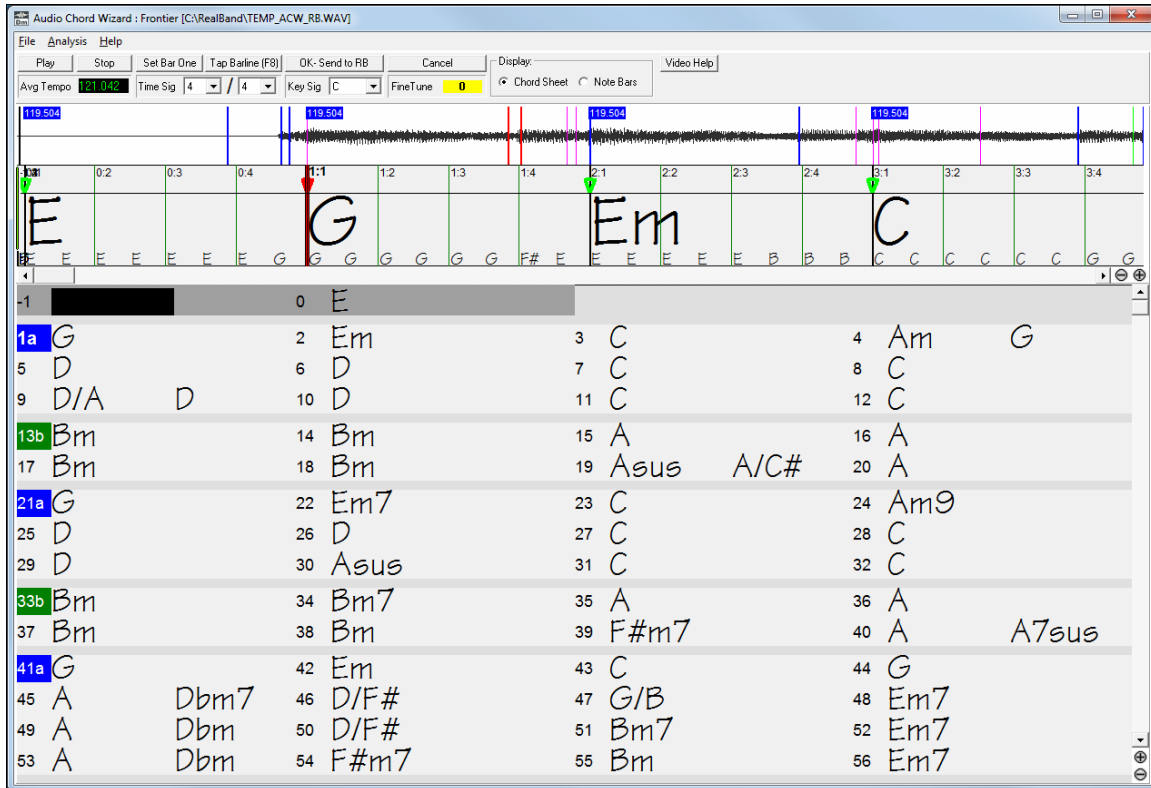 Audio Chord Wizard : Frontier [C:\RealBand\TEMP_ACW_RB.WAV]
File Analysis Help
Play Stop Set Bar One Tap Barline (F8) OK- Send to RB Cancel Display: Video Help
Avg Tempo 121.042 Time Sig 4 / 4 Key Sig C FineTune 0 Chord Sheet Note Bars
119.504 119.504 119.504 119.504
0:2 0:3 0:4 1:1 1:2 1:3 1:4 2:1 2:2 2:3 2:4 3:1 3:2 3:3 3:4
E G Em C
E E E E E E G G G G G G G F# E E E E E E B B B C C C C C C G G
-1 0 E
1a G 2 Em 3 C 4 Am G
5 D 6 D 7 C 8 C
9 D/A D 10 D 11 C 12 C
13b Bm 14 Bm 15 A 16 A
17 Bm 18 Bm 19 Asus A/C# 20 A
21a G 22 Em7 23 C 24 Am9
25 D 26 D 27 C 28 C
29 D 30 Asus 31 C 32 C
33b Bm 34 Bm7 35 A 36 A
37 Bm 38 Bm 39 F#m7 40 A A7sus
41a G 42 Em 43 C 44 G
45 A Dbm7 46 D/F# 47 G/B 48 Em7
49 A Dbm 50 D/F# 51 Bm7 52 Em7
53 A Dbm 54 F#m7 55 Bm 56 Em7